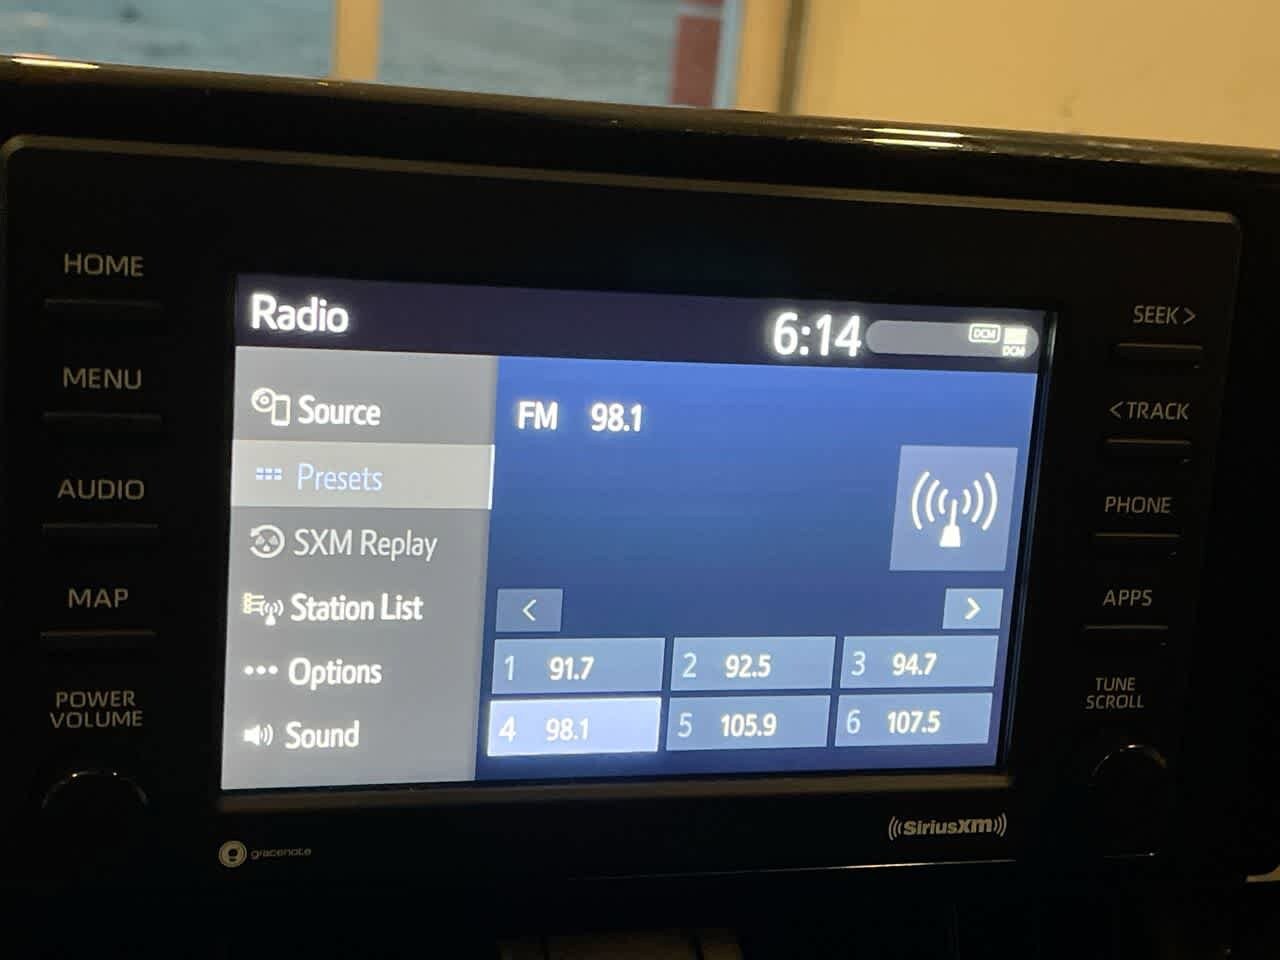 HOME
MENU
AUDIO
MAP
POWER
VOLUME
Radio
6:14
DCM
DCM
Source
Presets
SXM Replay
Station List
Options
Sound
FM 98.1
<
>
1 91.7
2 92.5
3 94.7
4 98.1
5 105.9
6 107.5
SEEK >
< TRACK
PHONE
APPS
TUNE
SCROLL
gracenote
((SiriusXM))